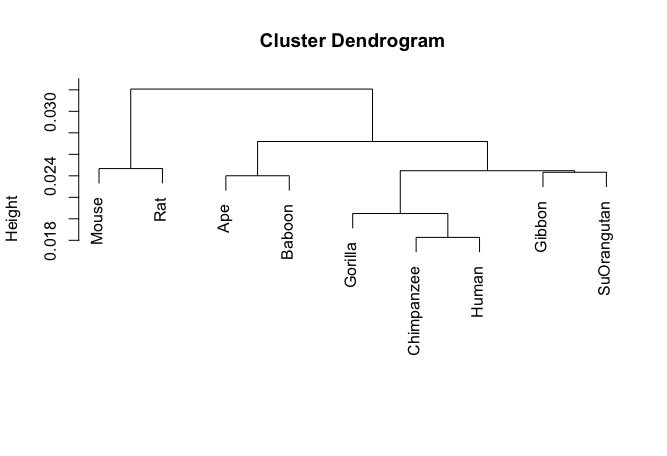 Cluster Dendrogram
Height
0.030
0.024
0.018
Mouse
Rat
Ape
Baboon
Gorilla
Chimpanzee
Human
Gibbon
SuOrangutan